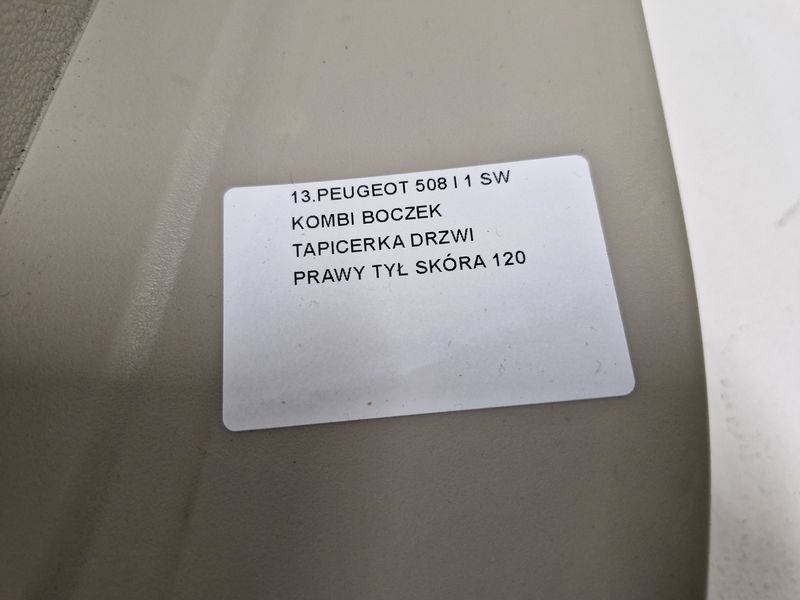 13.PEUGEOT 508 I 1 SW
KOMBI BOCZEK
TAPICERKA DRZWI
PRAWY TYŁ SKÓRA 120